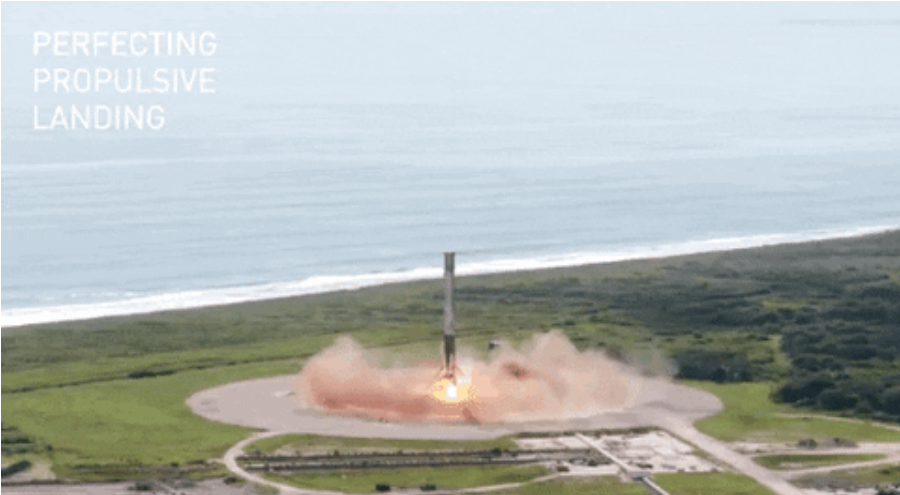 PERFECTING
PROPULSIVE
LANDING